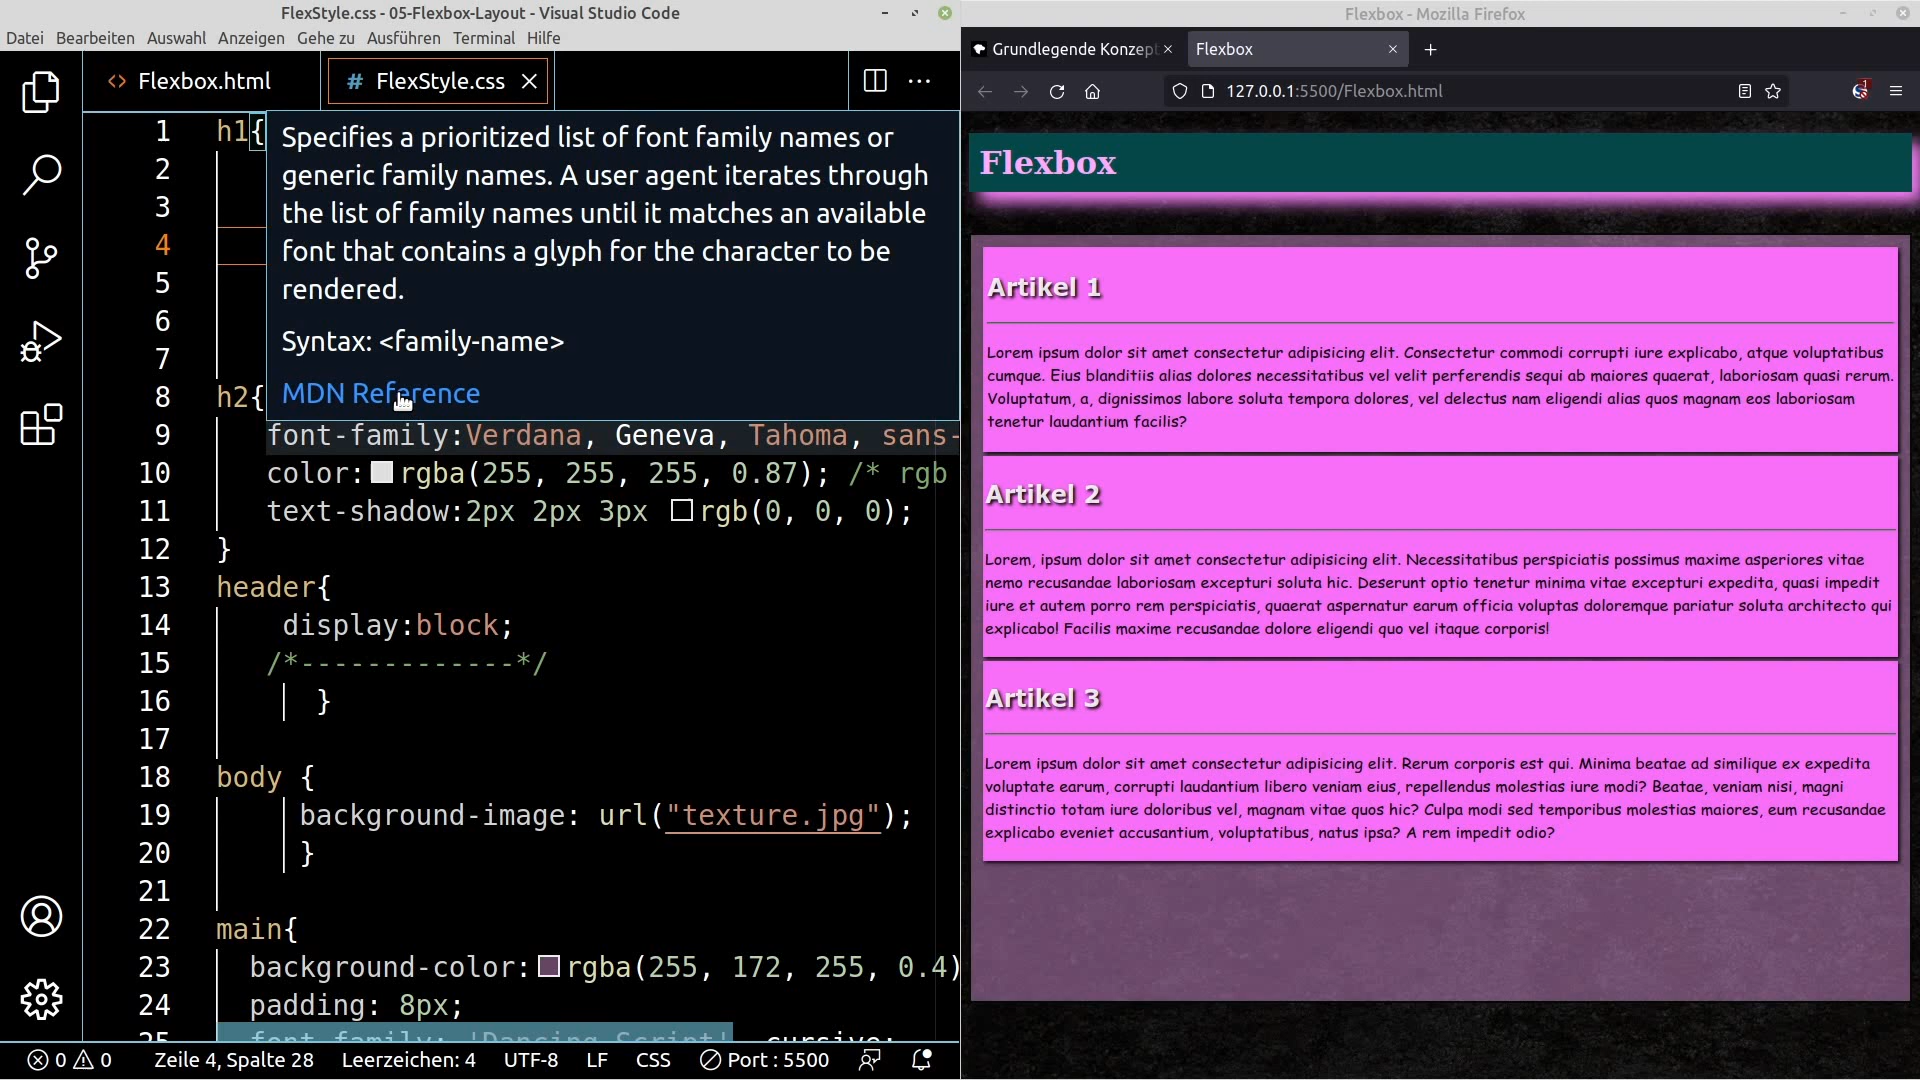 FlexStyle.css - 05-Flexbox-Layout - Visual Studio Code
Datei Bearbeiten Auswahl Anzeigen Gehe zu Ausführen Terminal Hilfe
<> Flexbox.html
# FlexStyle.css
1 h1{
2
3
4
5
6
7
Specifies a prioritized list of font family names or
generic family names. A user agent iterates through
the list of family names until it matches an available
font that contains a glyph for the character to be
rendered.
Syntax: <family-name>
MDN Reference
8 h2{
9 font-family:Verdana, Geneva, Tahoma, sans-
10 color: rgba(255, 255, 255, 0.87); /* rgb
11 text-shadow:2px 2px 3px rgb(0, 0, 0);
12 }
13 header{
14 display:block;
15 /*-------------*/
16 }
17
18 body {
19 background-image: url("texture.jpg");
20 }
21
22 main{
23 background-color: rgba(255, 172, 255, 0.4)
24 padding: 8px;
25 font-family: 'Dancing Script', cursive;
0 0 Zeile 4, Spalte 28 Leerzeichen: 4 UTF-8 LF CSS Port : 5500
Flexbox - Mozilla Firefox
Grundlegende Konzept
Flexbox
127.0.0.1:5500/Flexbox.html
1
Flexbox
Artikel 1
Lorem ipsum dolor sit amet consectetur adipisicing elit. Consectetur commodi corrupti iure explicabo, atque voluptatibus
cumque. Eius blanditiis alias dolores necessitatibus vel velit perferendis sequi ab maiores quaerat, laboriosam quasi rerum.
Voluptatum, a, dignissimos labore soluta tempora dolores, vel delectus nam eligendi alias quos magnam eos laboriosam
tenetur laudantium facilis?
Artikel 2
Lorem, ipsum dolor sit amet consectetur adipisicing elit. Necessitatibus perspiciatis possimus maxime asperiores vitae
nemo recusandae laboriosam excepturi soluta hic. Deserunt optio tenetur minima vitae excepturi expedita, quasi impedit
iure et autem porro rem perspiciatis, quaerat aspernatur earum officia voluptas doloremque pariatur soluta architecto qui
explicabo! Facilis maxime recusandae dolore eligendi quo vel itaque corporis!
Artikel 3
Lorem ipsum dolor sit amet consectetur adipisicing elit. Rerum corporis est qui. Minima beatae ad similique ex expedita
voluptate earum, corrupti laudantium libero veniam eius, repellendus molestias iure modi? Beatae, veniam nisi, magni
distinctio totam iure doloribus vel, magnam vitae quos hic? Culpa modi sed temporibus molestias maiores, eum recusandae
explicabo eveniet accusantium, voluptatibus, natus ipsa? A rem impedit odio?